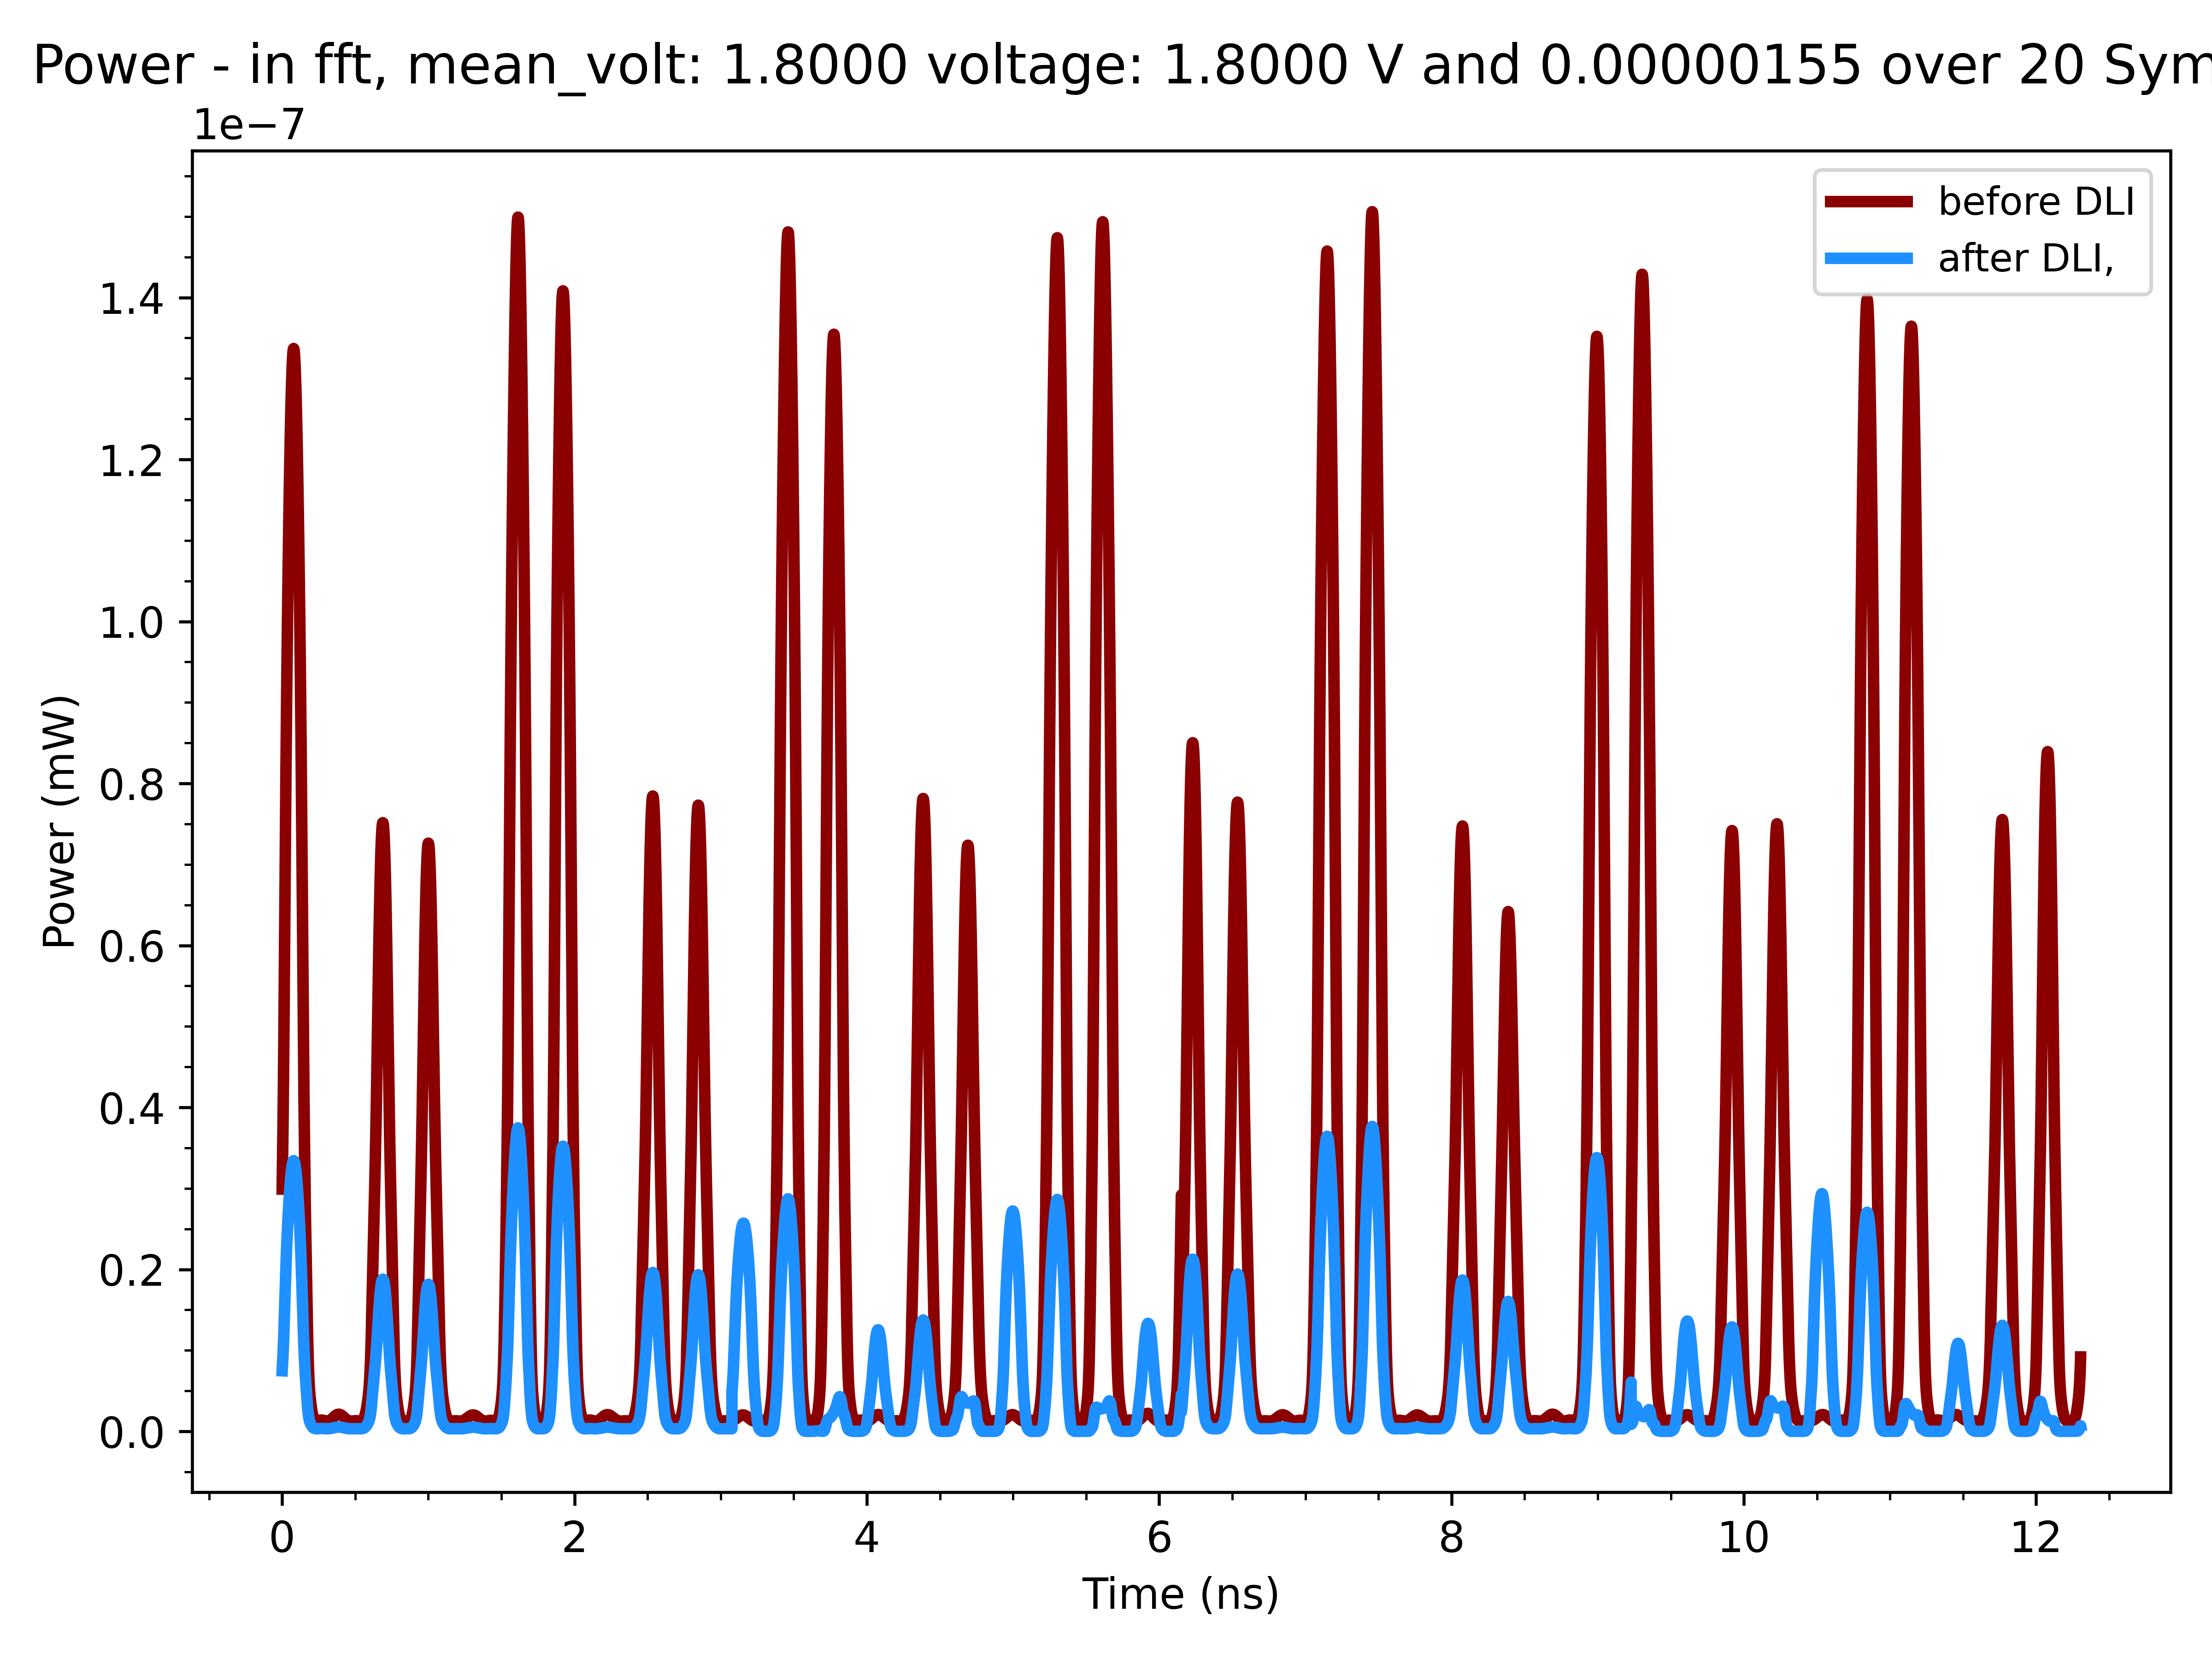 Power - in fft, mean_volt: 1.8000 voltage: 1.8000 V and 0.00000155 over 20 Sym
1e−7
before DLI
after DLI,
1.4
1.2
1.0
0.8
0.6
0.4
0.2
0.0
Power (mW)
0 2 4 6 8 10 12
Time (ns)